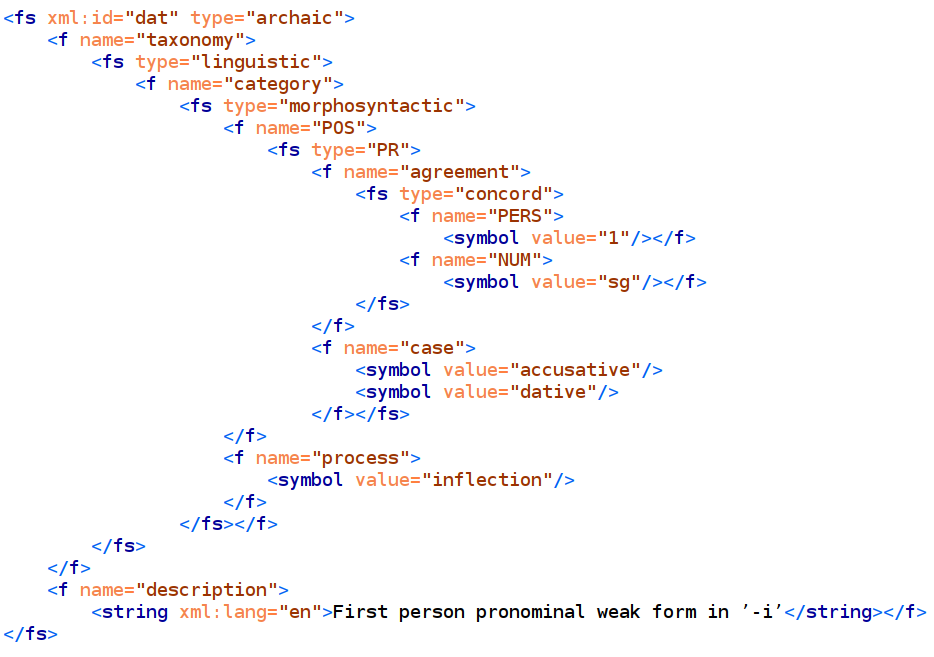 <fs xml:id="dat" type="archaic">
<f name="taxonomy">
<fs type="linguistic">
<f name="category">
<fs type="morphosyntactic">
<f name="POS">
<fs type="PR">
<f name="agreement">
<fs type="concord">
<f name="PERS">
<symbol value="1"/></f>
<f name="NUM">
<symbol value="sg"/></f>
</fs>
</f>
<f name="case">
<symbol value="accusative"/>
<symbol value="dative"/>
</f></fs>
</f>
<f name="process">
<symbol value="inflection"/>
</f>
</fs></f>
</fs>
</f>
<f name="description">
<string xml:lang="en">First person pronominal weak form in ’-i’</string></f>
</fs>